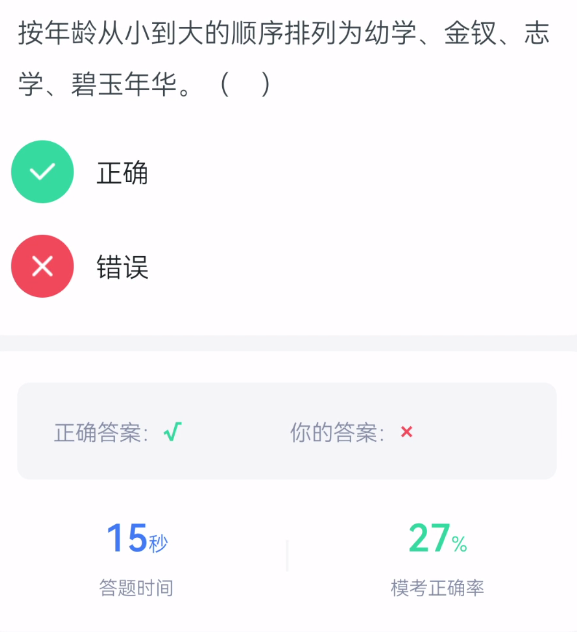 按年龄从小到大的顺序排列为幼学、金钗、志
学、碧玉年华。（ ）
正确
错误
正确答案：√ 你的答案：×
15秒 27%
答题时间 模考正确率